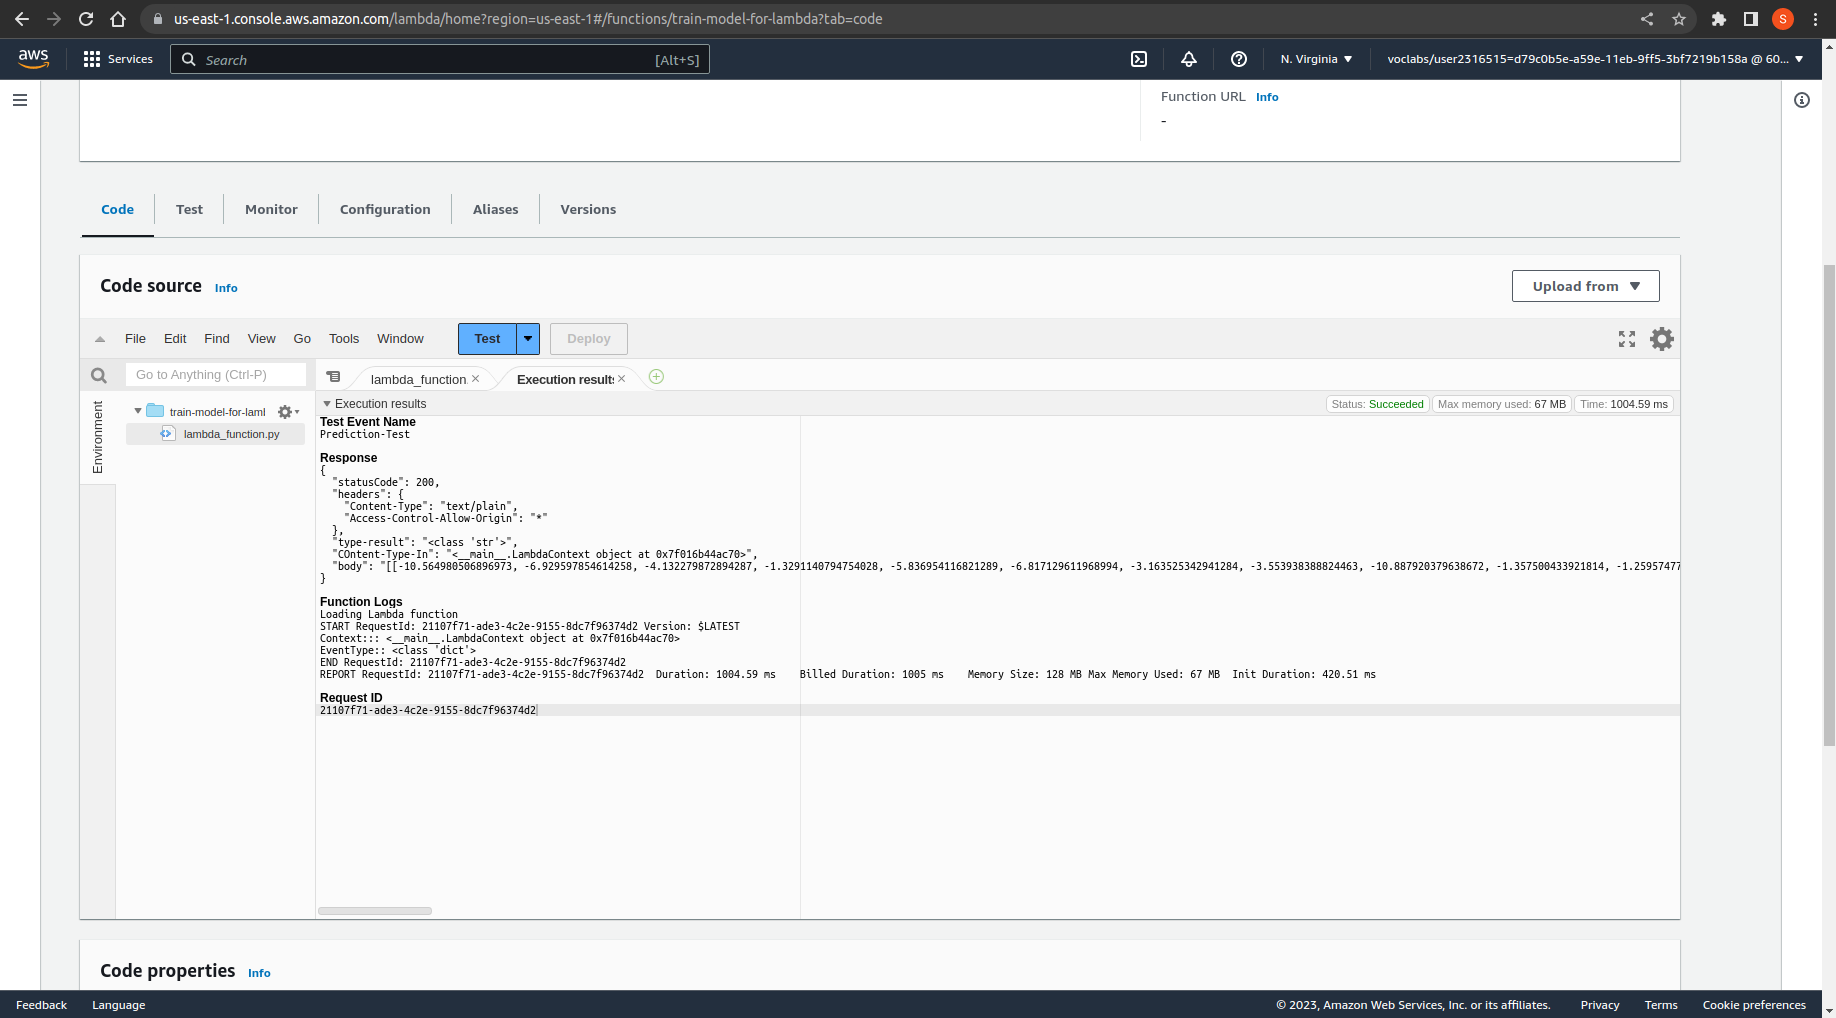 us-east-1.console.aws.amazon.com/lambda/home?region=us-east-1#/functions/train-model-for-lambda?tab=code
S
aws
Services
Search
[Alt+S]
N. Virginia
voclabs/user2316515=d79c0b5e-a59e-11eb-9ff5-3bf7219b158a @ 60...
Function URL Info
-
Code
Test
Monitor
Configuration
Aliases
Versions
Code source Info
Upload from
File Edit Find View Go Tools Window
Test
Deploy
Go to Anything (Ctrl-P)
lambda_function
Execution results
Environment
train-model-for-laml
lambda_function.py
Execution results
Status: Succeeded
Max memory used: 67 MB
Time: 1004.59 ms
Test Event Name
Prediction-Test
Response
{
"statusCode": 200,
"headers": {
"Content-Type": "text/plain",
"Access-Control-Allow-Origin": "*"
},
"type-result": "<class 'str'>",
"COntent-Type-In": "<__main__.LambdaContext object at 0x7f016b44ac70>",
"body": "[[-10.564980506896973, -6.929597854614258, -4.132279872894287, -1.3291140794754028, -5.836954116821289, -6.817129611968994, -3.163525342941284, -3.553938388824463, -10.887920379638672, -1.357500433921814, -1.25957477
}
Function Logs
Loading Lambda function
START RequestId: 21107f71-ade3-4c2e-9155-8dc7f96374d2 Version: $LATEST
Context::: <__main__.LambdaContext object at 0x7f016b44ac70>
EventType:: <class 'dict'>
END RequestId: 21107f71-ade3-4c2e-9155-8dc7f96374d2
REPORT RequestId: 21107f71-ade3-4c2e-9155-8dc7f96374d2 Duration: 1004.59 ms Billed Duration: 1005 ms Memory Size: 128 MB Max Memory Used: 67 MB Init Duration: 420.51 ms
Request ID
21107f71-ade3-4c2e-9155-8dc7f96374d2
Code properties Info
Feedback Language
© 2023, Amazon Web Services, Inc. or its affiliates. Privacy Terms Cookie preferences